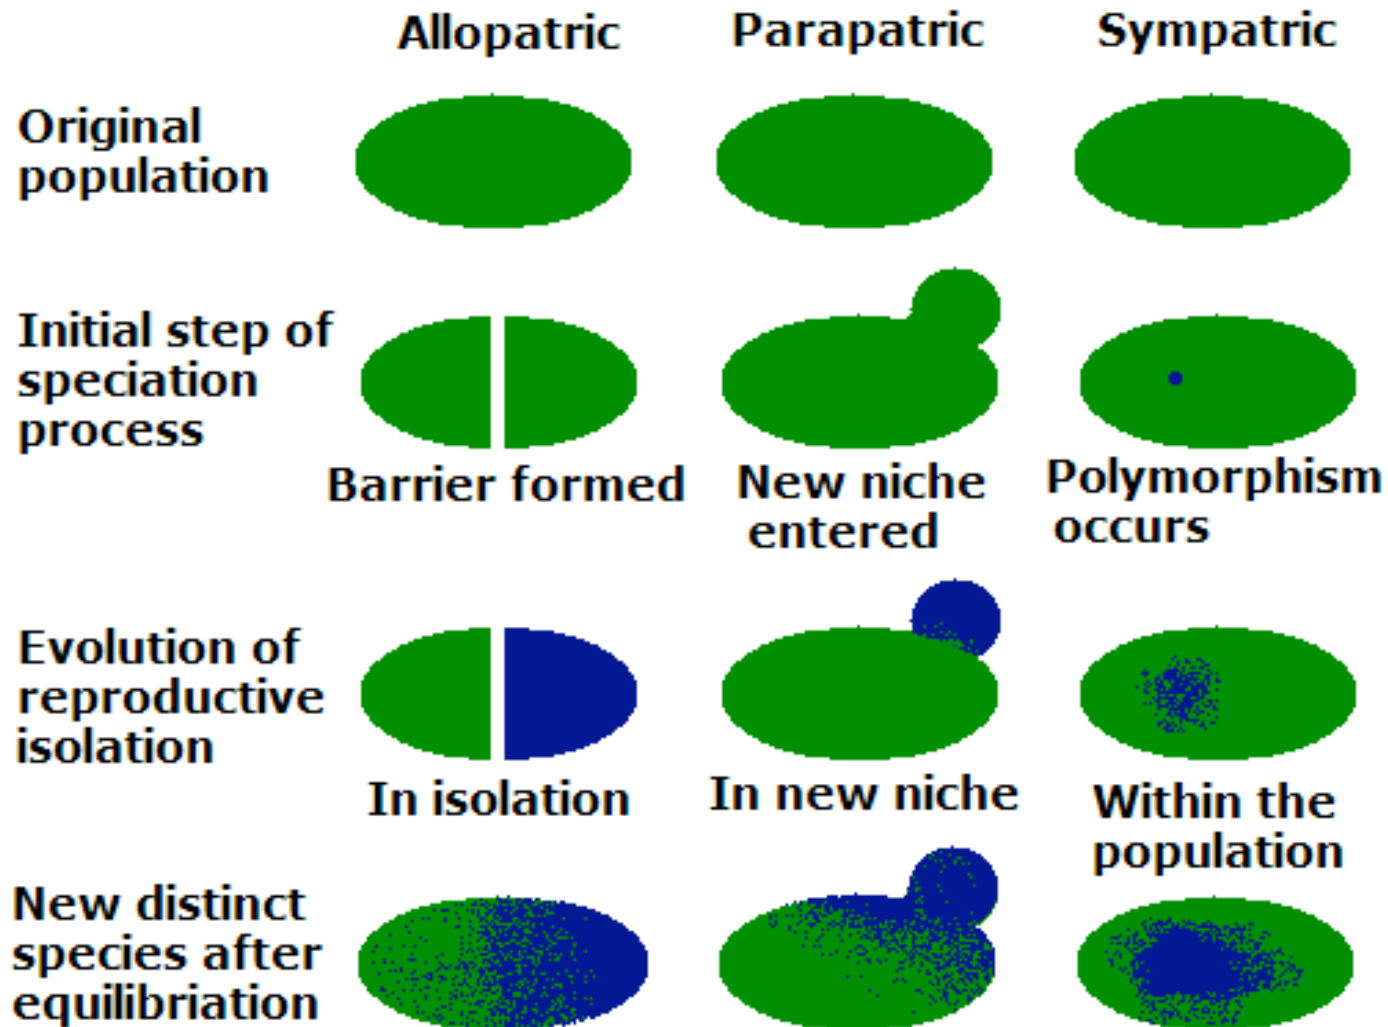 Allopatric Parapatric Sympatric
Original
population
Initial step of
speciation
process
Barrier formed
New niche
entered
Polymorphism
occurs
Evolution of
reproductive
isolation
In isolation
In new niche
Within the
population
New distinct
species after
equilibriation